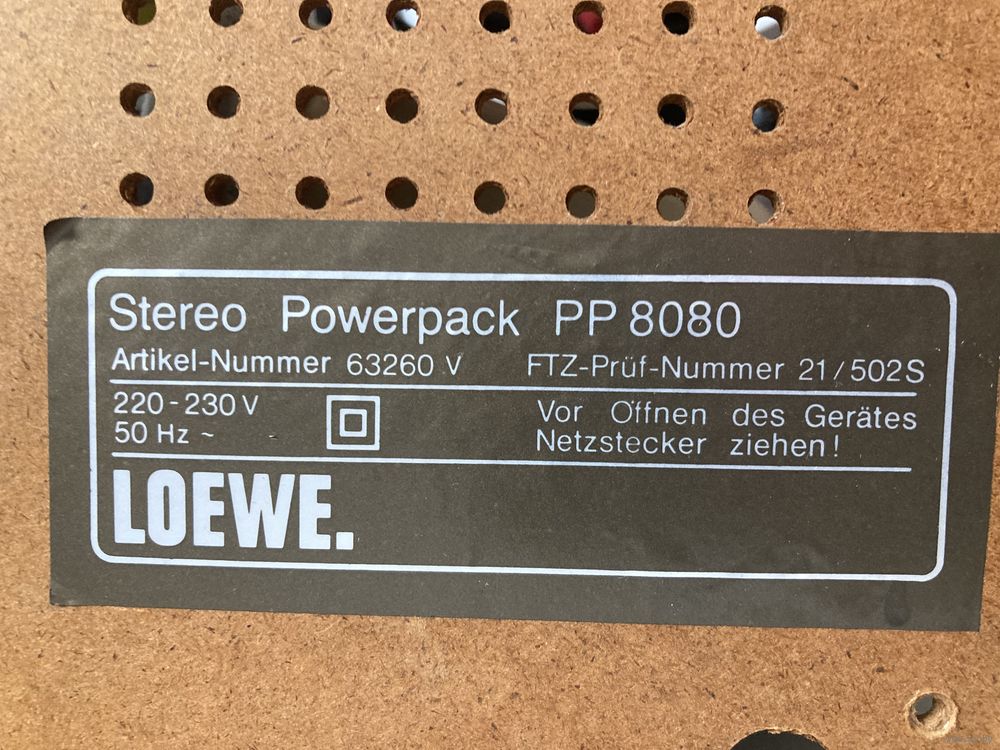 Stereo Powerpack PP 8080
Artikel-Nummer 63260 V FTZ-Prüf-Nummer 21/502S
220-230 V
50 Hz ~
Vor Öffnen des Gerätes
Netzstecker ziehen!
LOEWE.